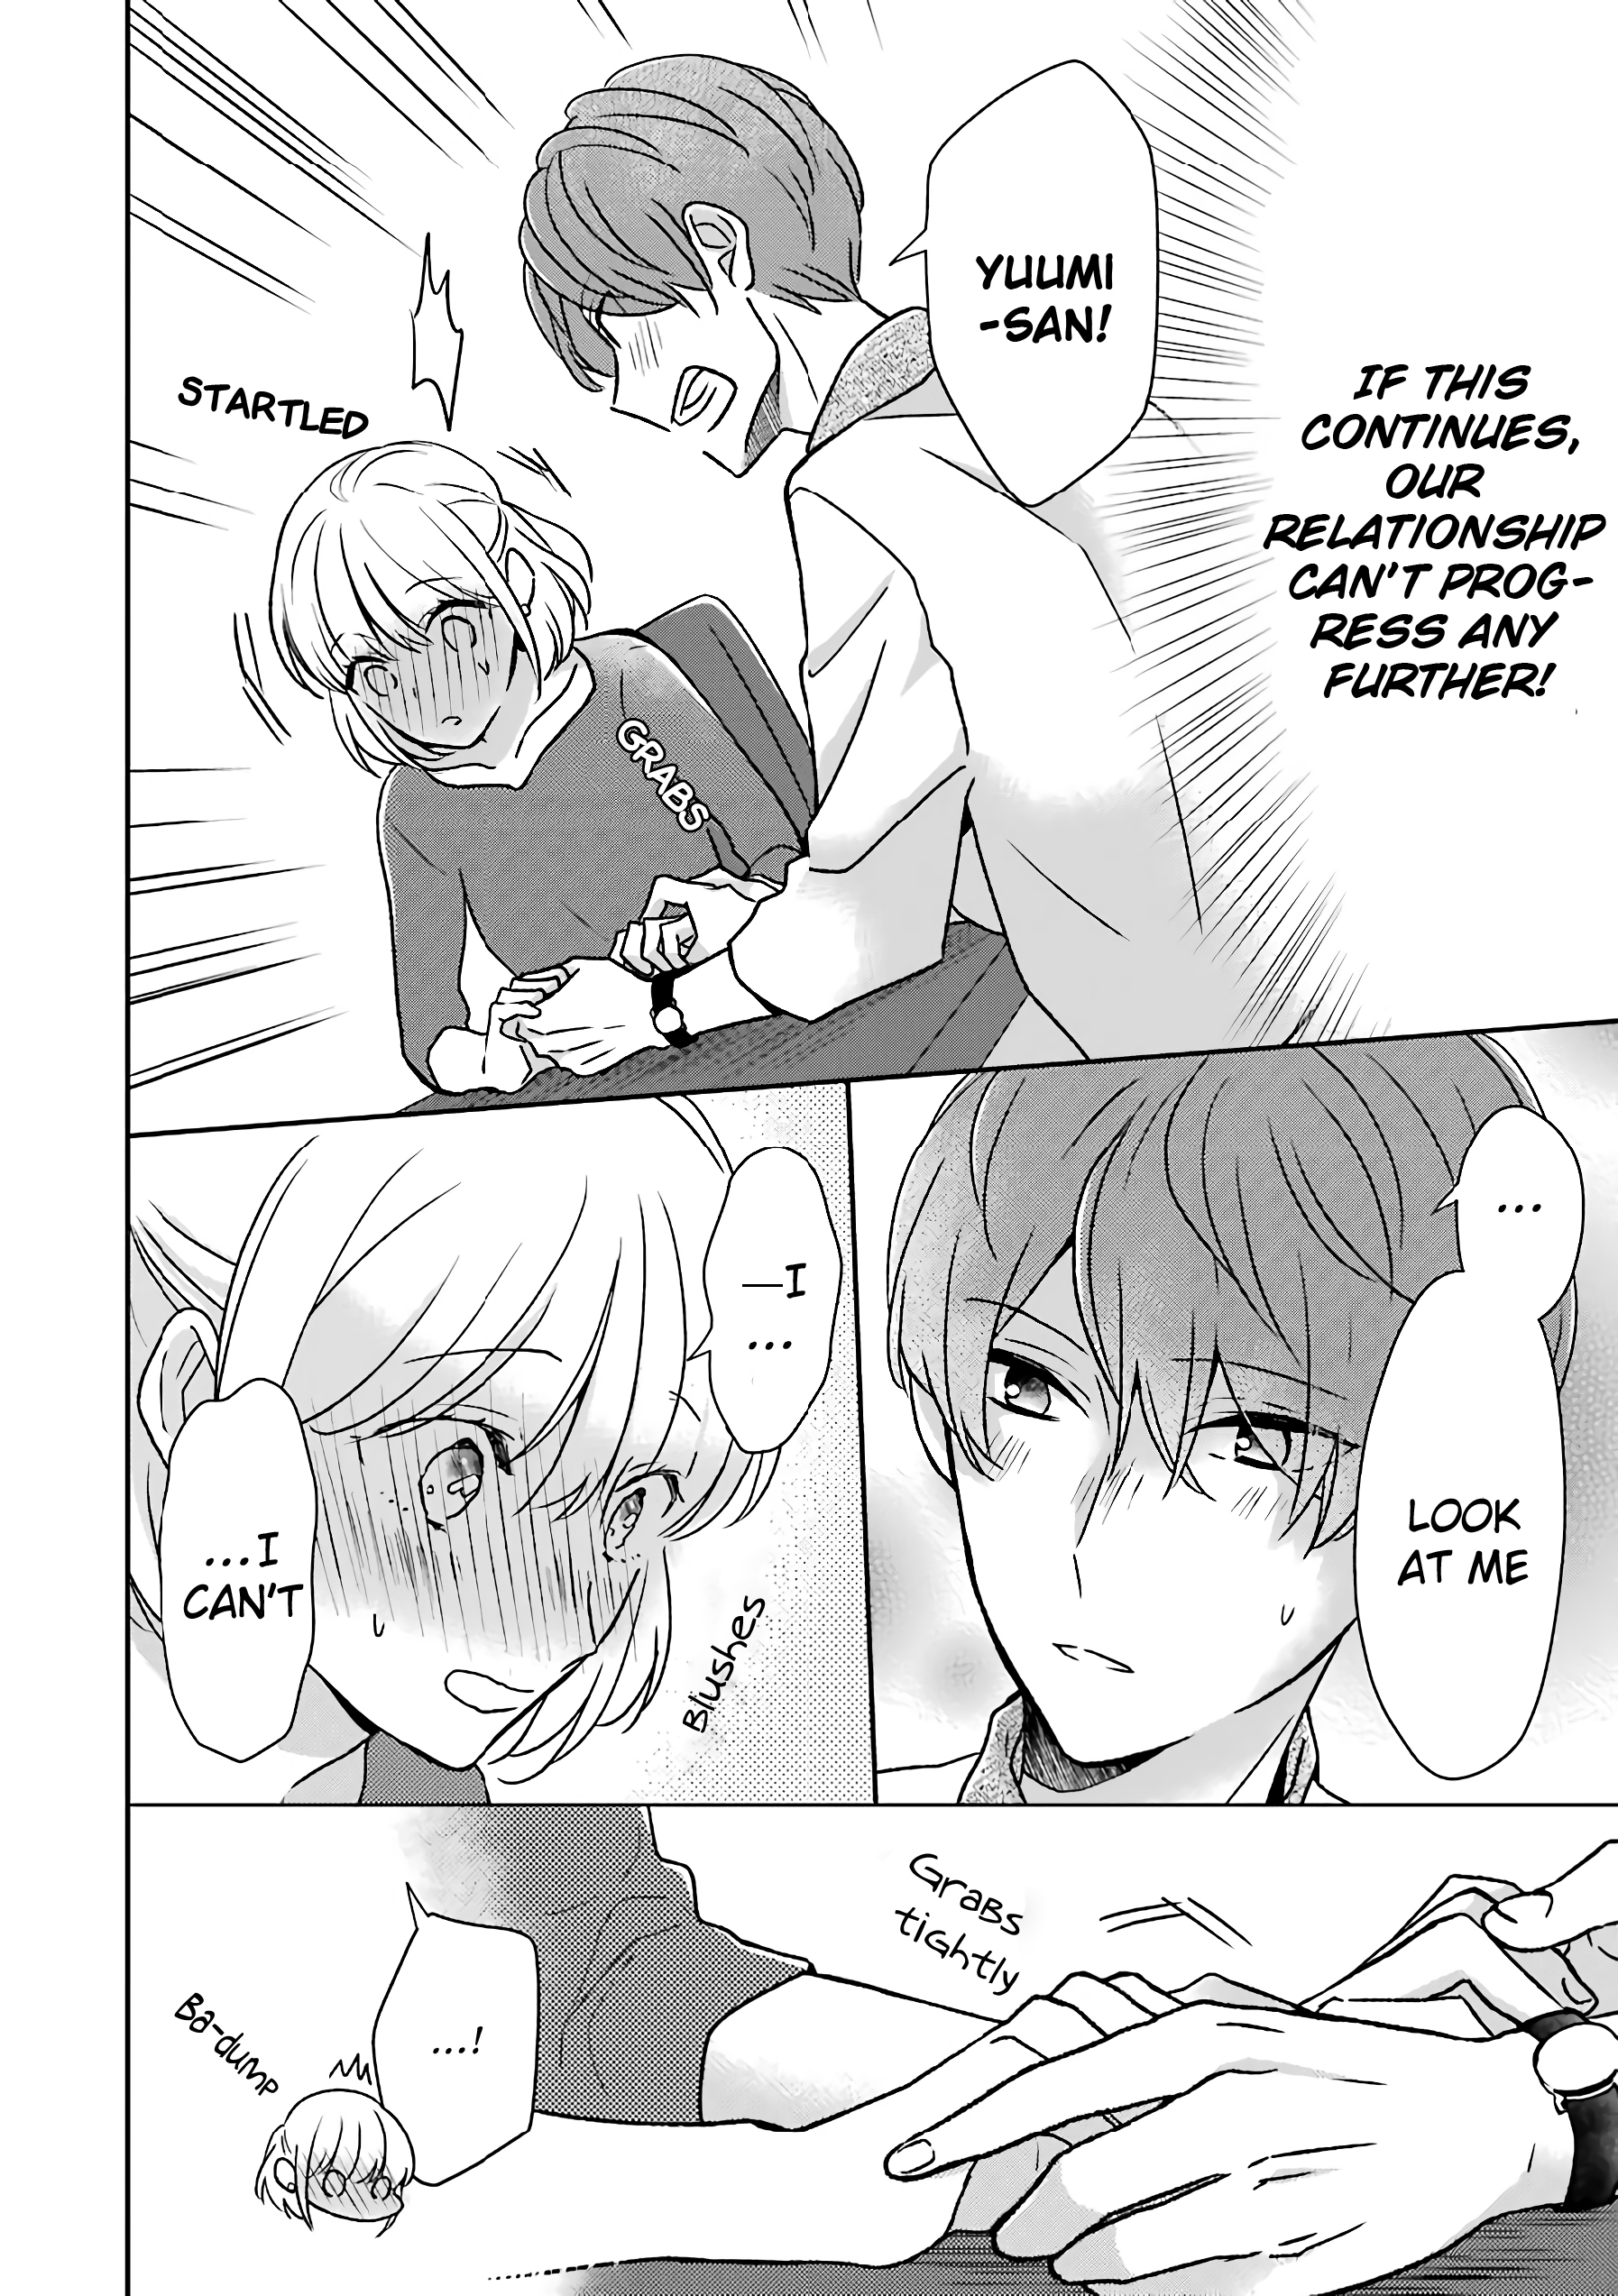 IF THIS
CONTINUES,
OUR
RELATIONSHIP
CAN'T PROG-
RESS ANY
FURTHER!
YUUMI
-SAN!
STARTLED
GRABS
...
LOOK
AT ME
—I
...
...I
CAN'T
Blushes
Grabs
tightly
...!
Ba-dump